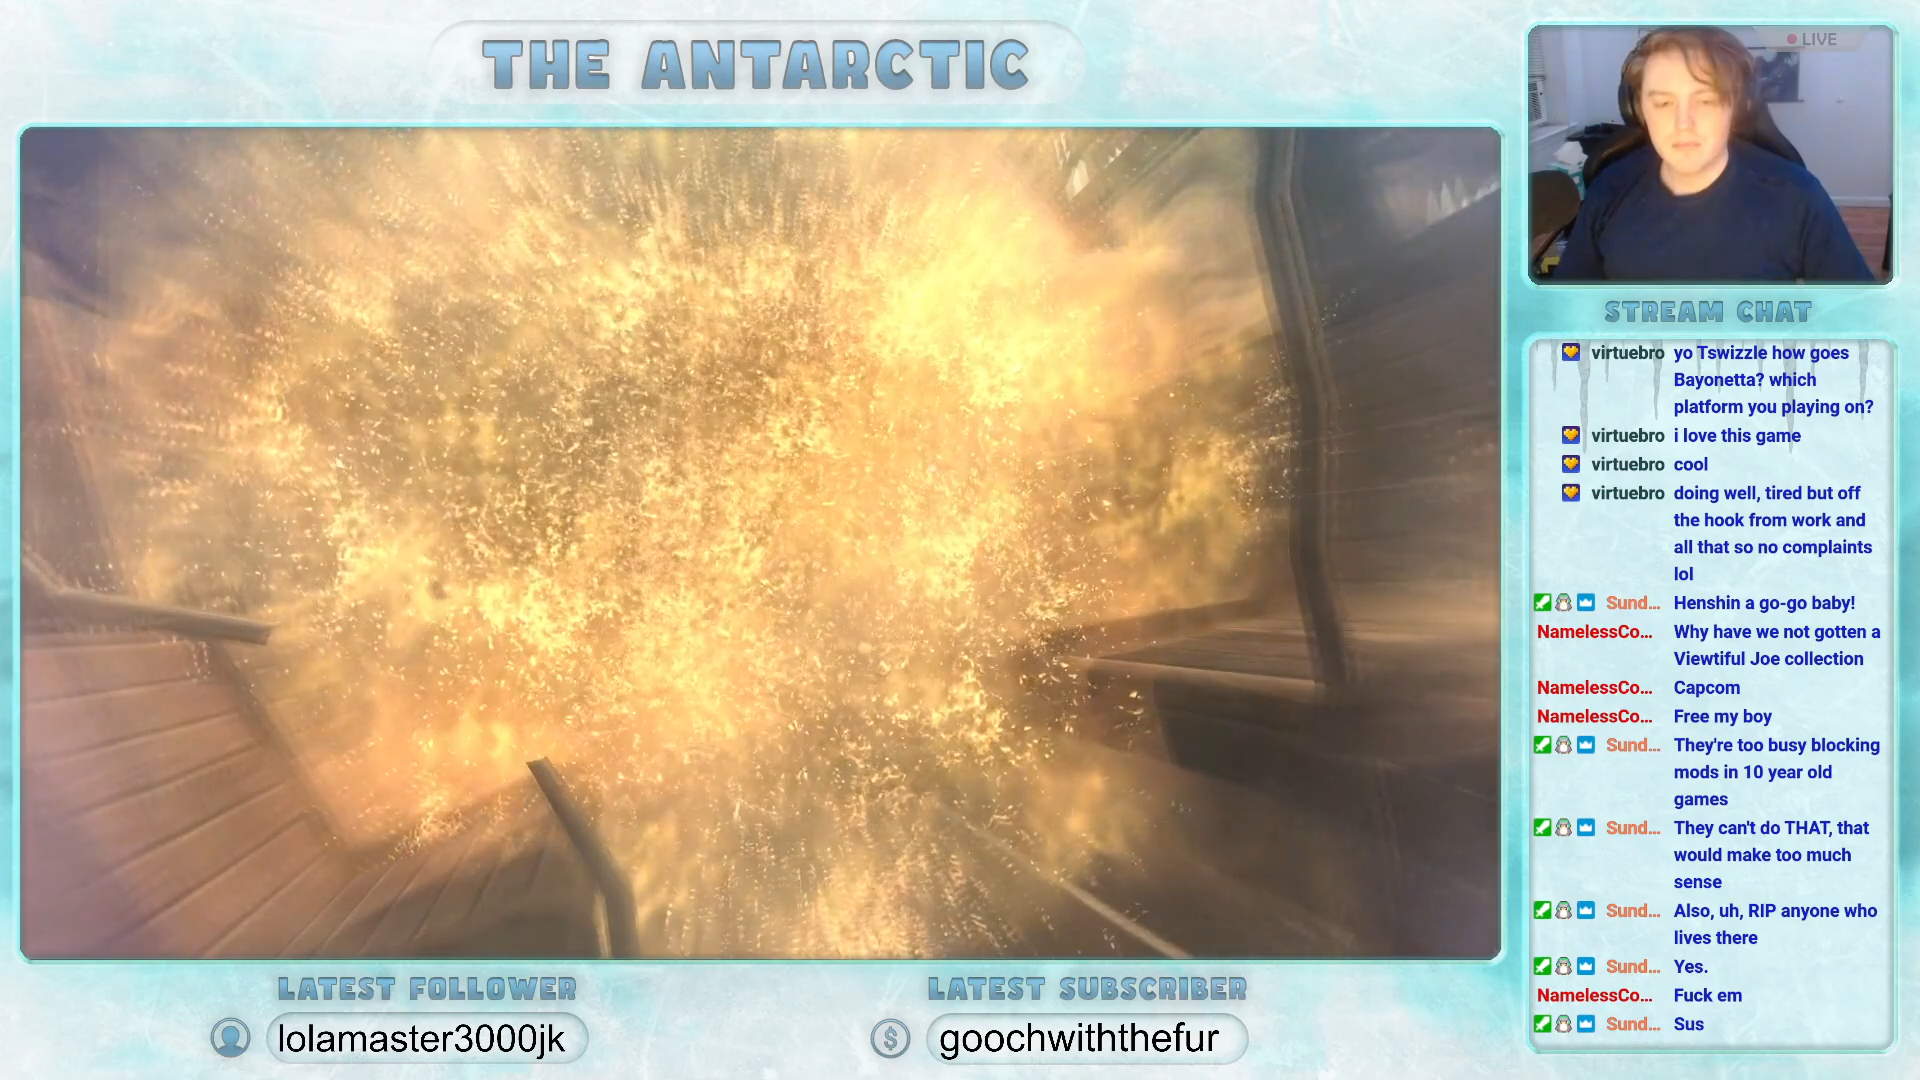 THE ANTARCTIC
LIVE
STREAM CHAT
virtuebro yo Tswizzle how goes
Bayonetta? which
platform you playing on?
virtuebro i love this game
virtuebro cool
virtuebro doing well, tired but off
the hook from work and
all that so no complaints
lol
Sund... Henshin a go-go baby!
NamelessCo... Why have we not gotten a
Viewtiful Joe collection
NamelessCo... Capcom
NamelessCo... Free my boy
Sund... They're too busy blocking
mods in 10 year old
games
Sund... They can't do THAT, that
would make too much
sense
Sund... Also, uh, RIP anyone who
lives there
Sund... Yes.
NamelessCo... Fuck em
Sund... Sus
LATEST FOLLOWER
lolamaster3000jk
LATEST SUBSCRIBER
$
goochwiththefur